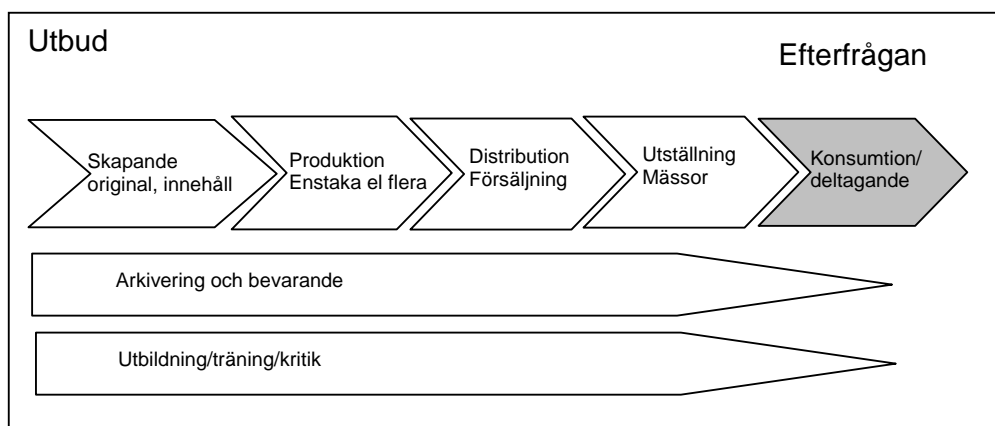 Utbud
Efterfrågan
Skapande
original, innehåll
Produktion
Enstaka el flera
Distribution
Försäljning
Utställning
Mässor
Konsumtion/
deltagande
Arkivering och bevarande
Utbildning/träning/kritik